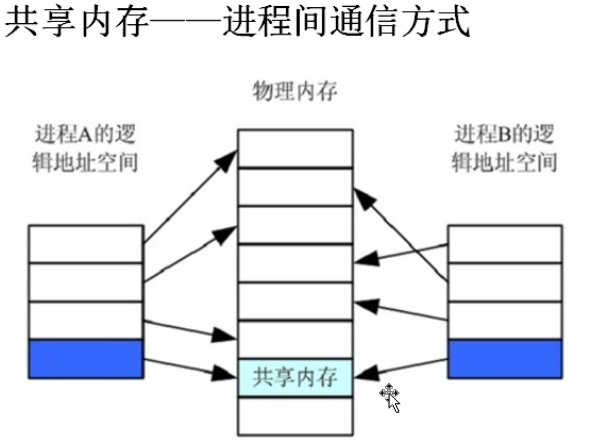 共享内存——进程间通信方式
物理内存
进程A的逻
辑地址空间
进程B的逻
辑地址空间
共享内存